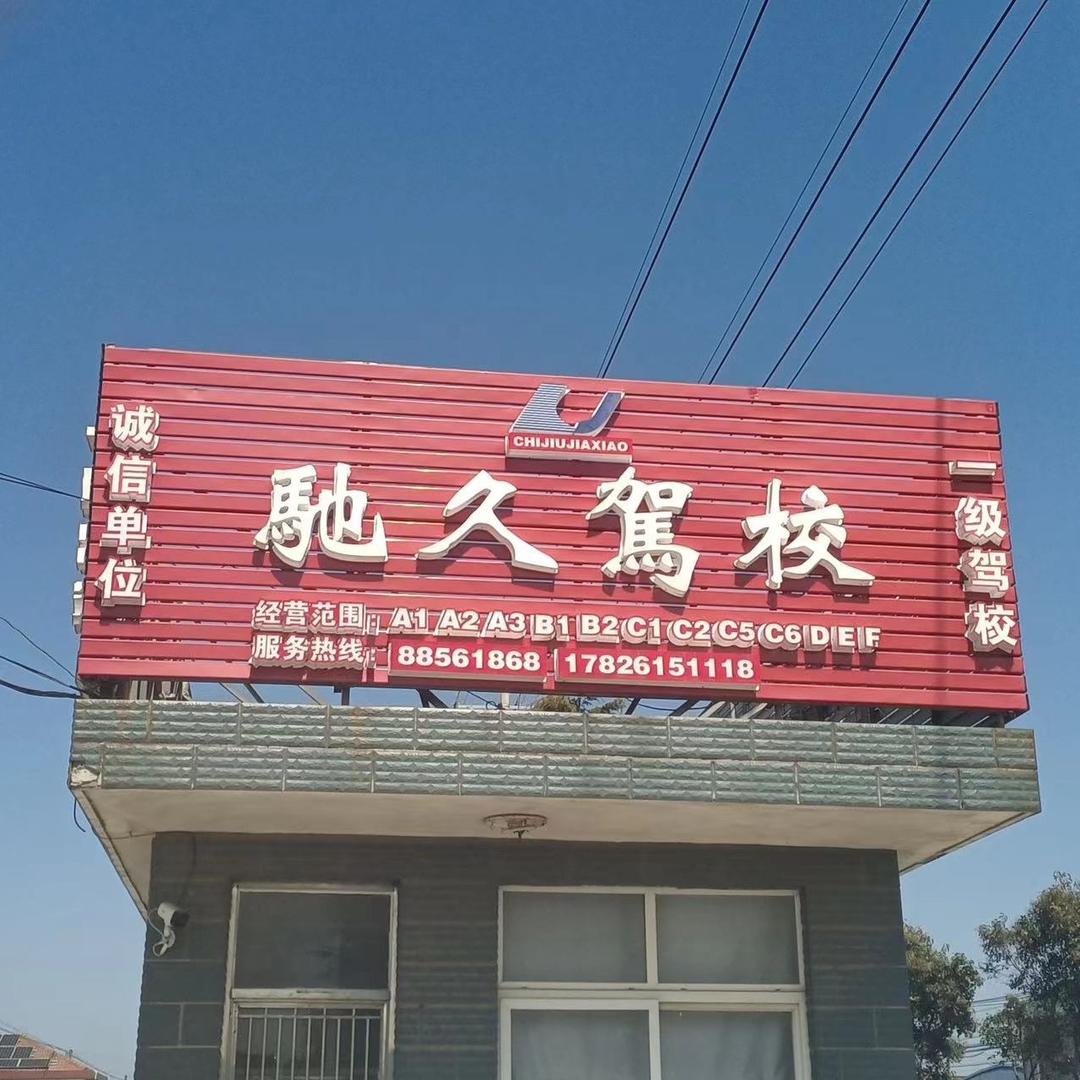 CHIJIUJIAXIAO
诚信单位
馳久駕校
一级驾校
经营范围：A1 A2 A3 B1 B2 C1 C2 C5 C6 D E F
服务热线：88561868 17826151118